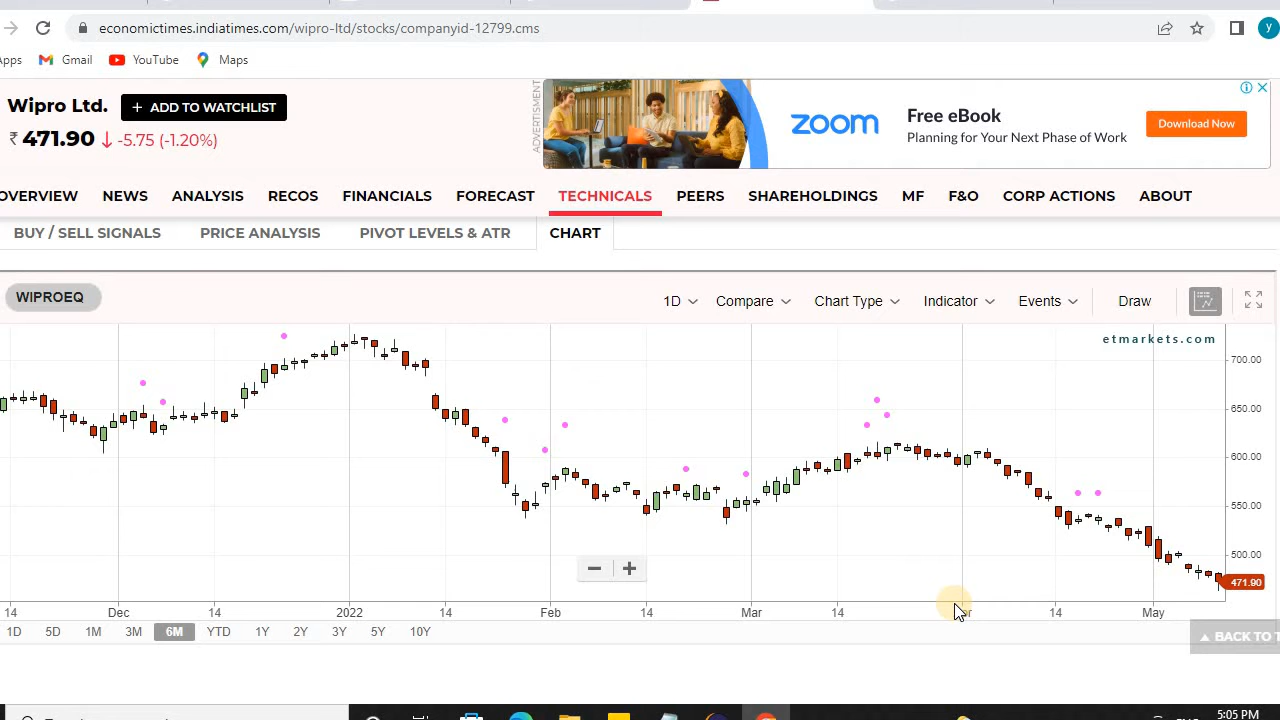 economictimes.indiatimes.com/wipro-ltd/stocks/companyid-12799.cms
Gmail YouTube Maps
Wipro Ltd. + ADD TO WATCHLIST
₹ 471.90 ↓ -5.75 (-1.20%)
ADVERTISMENT
zoom
Free eBook
Planning for Your Next Phase of Work
Download Now
OVERVIEW NEWS ANALYSIS RECOS FINANCIALS FORECAST TECHNICALS PEERS SHAREHOLDINGS MF F&O CORP ACTIONS ABOUT
BUY / SELL SIGNALS PRICE ANALYSIS PIVOT LEVELS & ATR CHART
WIPROEQ 1D Compare Chart Type Indicator Events Draw
etmarkets.com
700.00
650.00
600.00
550.00
500.00
471.90
14 Dec 14 2022 14 Feb 14 Mar 14 14 May
1D 5D 1M 3M 6M YTD 1Y 2Y 3Y 5Y 10Y
BACK TO
5:05 PM